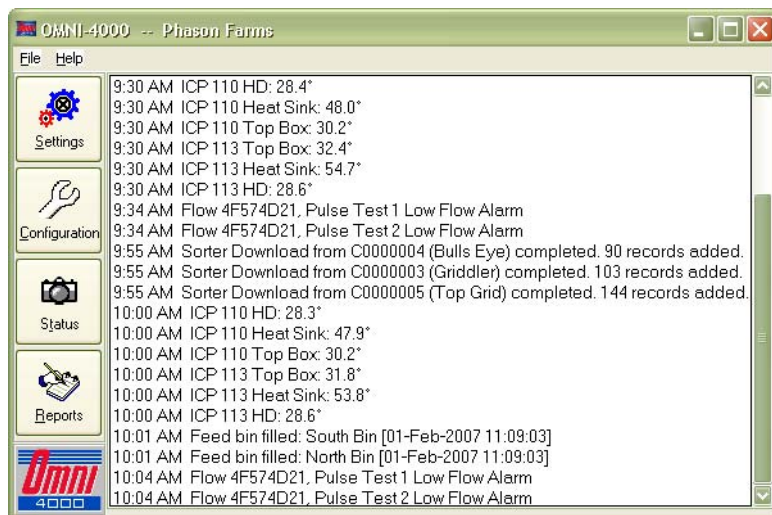 OMNI-4000 -- Phason Farms
File Help
Settings
Configuration
Status
Reports
Omni
4000
9:30 AM ICP 110 HD: 28.4°
9:30 AM ICP 110 Heat Sink: 48.0°
9:30 AM ICP 110 Top Box: 30.2°
9:30 AM ICP 113 Top Box: 32.4°
9:30 AM ICP 113 Heat Sink: 54.7°
9:30 AM ICP 113 HD: 28.6°
9:34 AM Flow 4F574D21, Pulse Test 1 Low Flow Alarm
9:34 AM Flow 4F574D21, Pulse Test 2 Low Flow Alarm
9:55 AM Sorter Download from C0000004 (Bulls Eye) completed. 90 records added.
9:55 AM Sorter Download from C0000003 (Griddler) completed. 103 records added.
9:55 AM Sorter Download from C0000005 (Top Grid) completed. 144 records added.
10:00 AM ICP 110 HD: 28.3°
10:00 AM ICP 110 Heat Sink: 47.9°
10:00 AM ICP 110 Top Box: 30.2°
10:00 AM ICP 113 Top Box: 31.8°
10:00 AM ICP 113 Heat Sink: 53.8°
10:00 AM ICP 113 HD: 28.6°
10:01 AM Feed bin filled: South Bin [01-Feb-2007 11:09:03]
10:01 AM Feed bin filled: North Bin [01-Feb-2007 11:09:03]
10:04 AM Flow 4F574D21, Pulse Test 1 Low Flow Alarm
10:04 AM Flow 4F574D21, Pulse Test 2 Low Flow Alarm